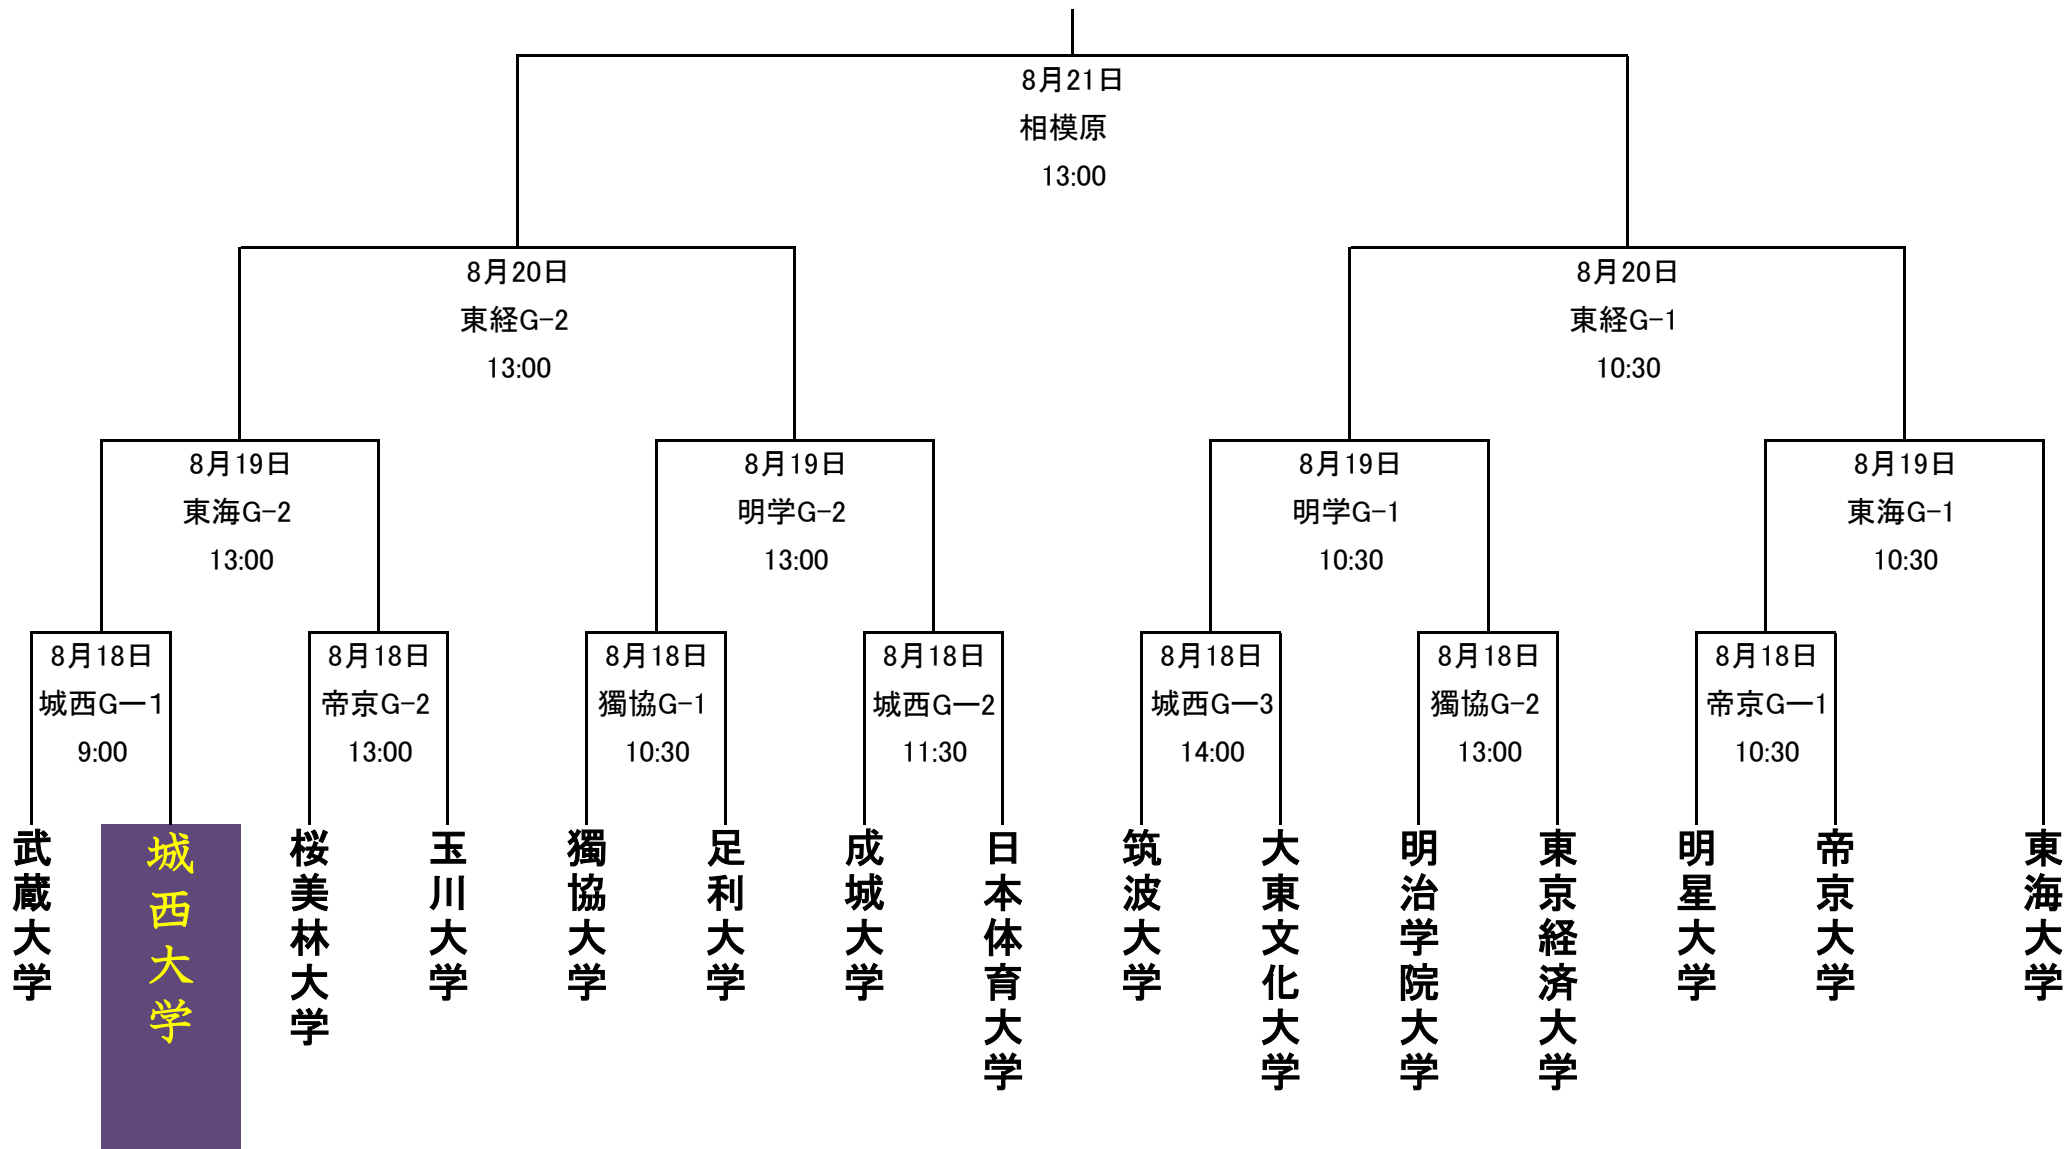 8月21日
相模原
13:00
8月20日
東経G-2
13:00
8月20日
東経G-1
10:30
8月19日
東海G-2
13:00
8月19日
明学G-2
13:00
8月19日
明学G-1
10:30
8月19日
東海G-1
10:30
8月18日
城西G一1
9:00
8月18日
帝京G-2
13:00
8月18日
獨協G-1
10:30
8月18日
城西G一2
11:30
8月18日
城西G一3
14:00
8月18日
獨協G-2
13:00
8月18日
帝京G一1
10:30
武蔵大学
城西大学
桜美林大学
玉川大学
獨協大学
足利大学
成城大学
日本体育大学
筑波大学
大東文化大学
明治学院大学
東京経済大学
明星大学
帝京大学
東海大学